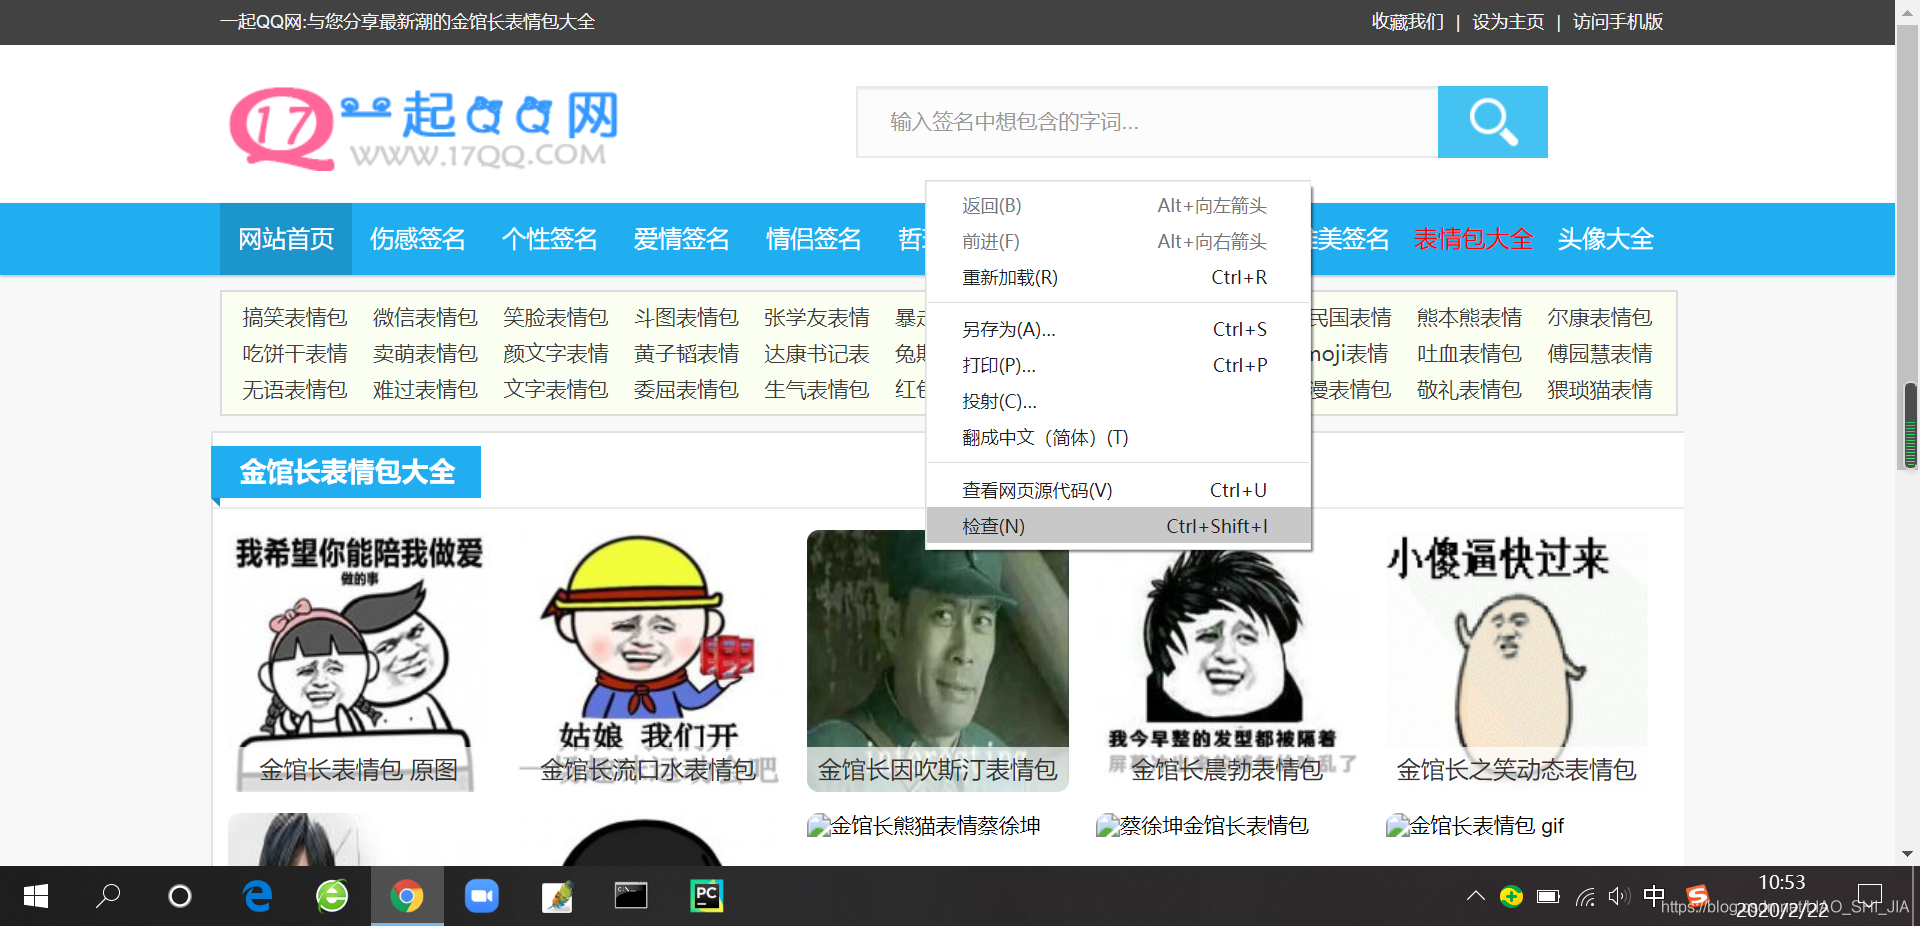 一起QQ网:与您分享最新潮的金馆长表情包大全
收藏我们 | 设为主页 | 访问手机版
17一起QQ网
WWW.17QQ.COM
输入签名中想包含的字词...
网站首页 伤感签名 个性签名 爱情签名 情侣签名 哲 美签名 表情包大全 头像大全
返回(B) Alt+向左箭头
前进(F) Alt+向右箭头
重新加载(R) Ctrl+R
另存为(A)... Ctrl+S
打印(P)... Ctrl+P
投射(C)...
翻成中文（简体）(T)
查看网页源代码(V) Ctrl+U
检查(N) Ctrl+Shift+I
搞笑表情包 微信表情包 笑脸表情包 斗图表情包 张学友表情 暴走 民国表情 熊本熊表情 尔康表情包
吃饼干表情 卖萌表情包 颜文字表情 黄子韬表情 达康书记表 兔斯 moji表情 吐血表情包 傅园慧表情
无语表情包 难过表情包 文字表情包 委屈表情包 生气表情包 红包 漫表情包 敬礼表情包 猥琐猫表情
金馆长表情包大全
我希望你能陪我做爱
做的事
金馆长表情包 原图
姑娘 我们开
金馆长流口水表情包
interesting
金馆长因吹斯汀表情包
我今早整的发型都被隔着
金馆长晨勃表情包
小傻逼快过来
金馆长之笑动态表情包
金馆长熊猫表情蔡徐坤
蔡徐坤金馆长表情包
金馆长表情包 gif
PC
中
10:53
2020/2/22
https://blog.csdn.net/LIAO_SHI_JIA